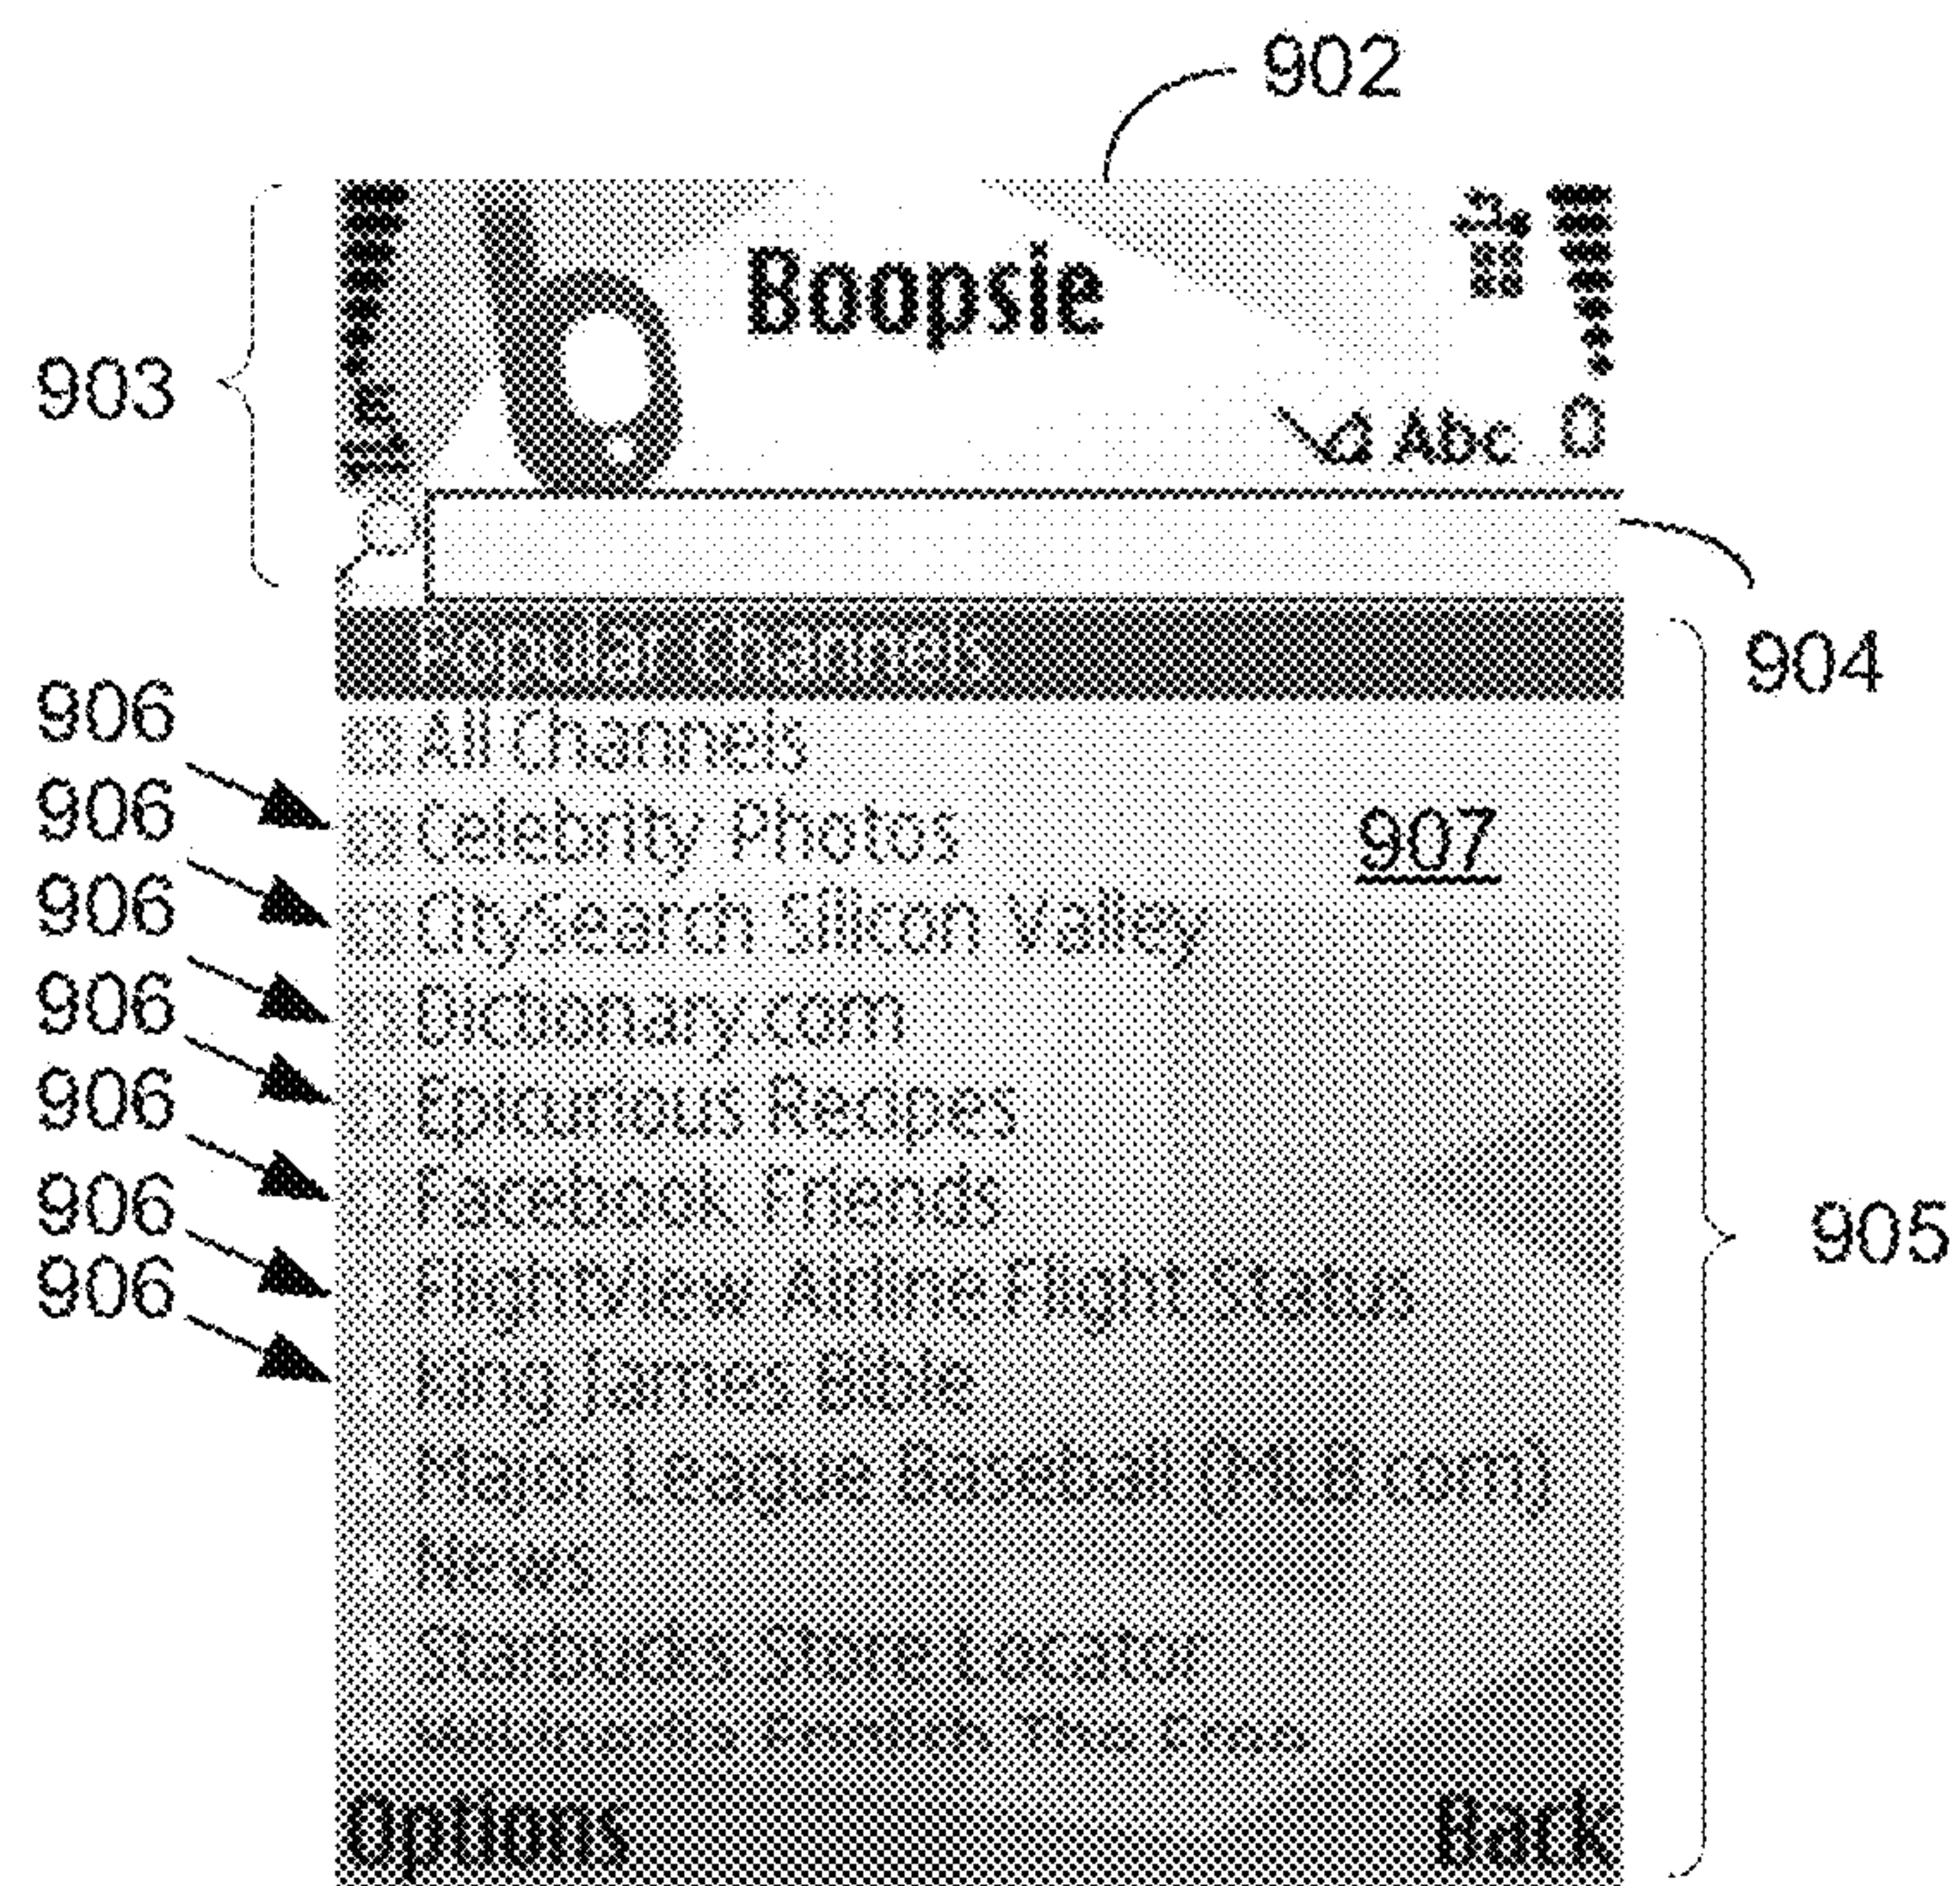 902
Boopsie
903
Abc
904
Popular Channels
906
All Channels
906
Celebrity Photos
907
906
CitySearch Silicon Valley
906
Dictionary.com
906
Epicurious Recipes
906
Facebook Friends
905
906
FlightView Airline Flight Status
King James Bible
Major League Baseball (MLB.com)
News
Starbucks Store Locator
Options Back